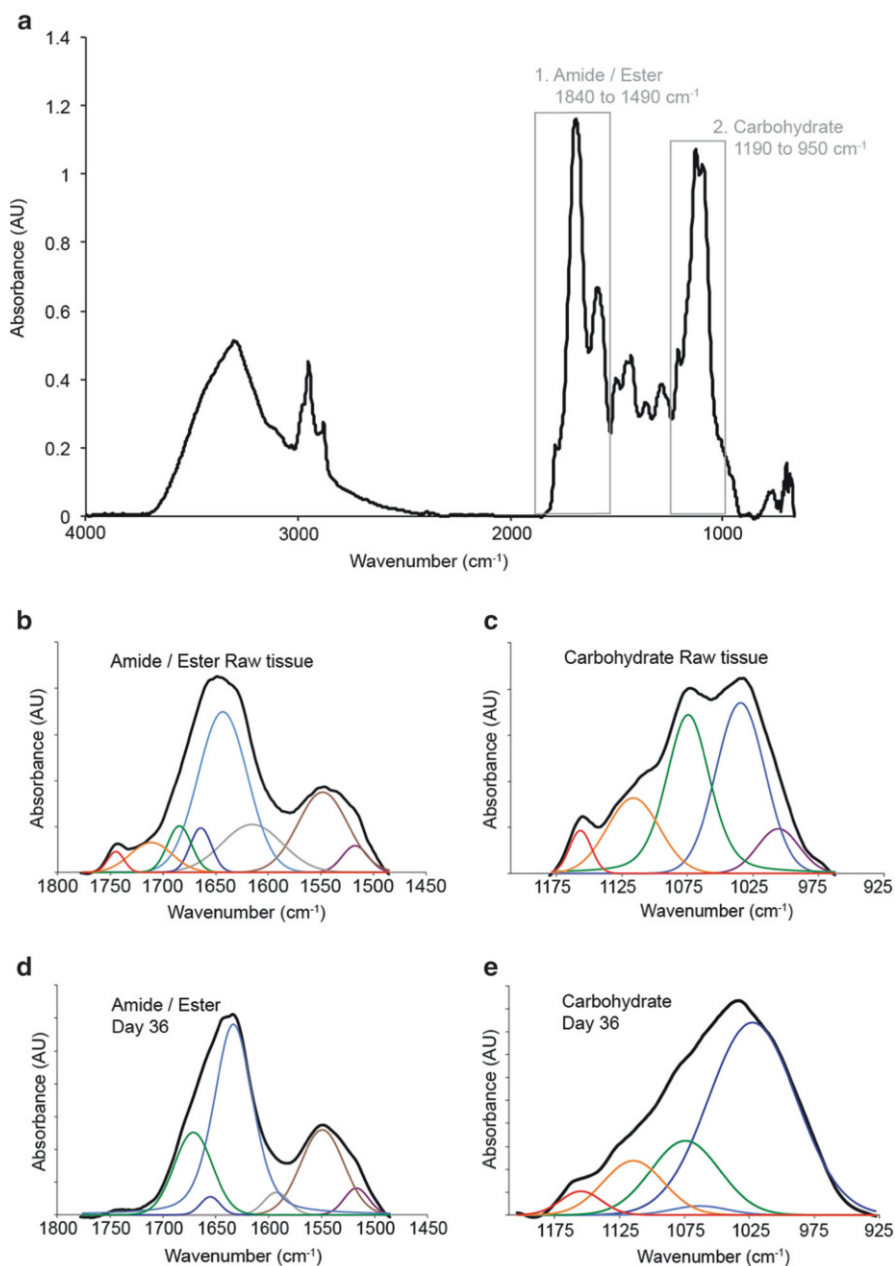 a
1.4
1.2
1
0.8
0.6
0.4
0.2
0
Absorbance (AU)
1. Amide / Ester
1840 to 1490 cm⁻¹
2. Carbohydrate
1190 to 950 cm⁻¹
4000 3000 2000 1000
Wavenumber (cm⁻¹)
b
Amide / Ester Raw tissue
Absorbance (AU)
1800 1750 1700 1650 1600 1550 1500 1450
Wavenumber (cm⁻¹)
c
Carbohydrate Raw tissue
Absorbance (AU)
1175 1125 1075 1025 975 925
Wavenumber (cm⁻¹)
d
Amide / Ester
Day 36
Absorbance (AU)
1800 1750 1700 1650 1600 1550 1500 1450
Wavenumber (cm⁻¹)
e
Carbohydrate
Day 36
Absorbance (AU)
1175 1125 1075 1025 975 925
Wavenumber (cm⁻¹)